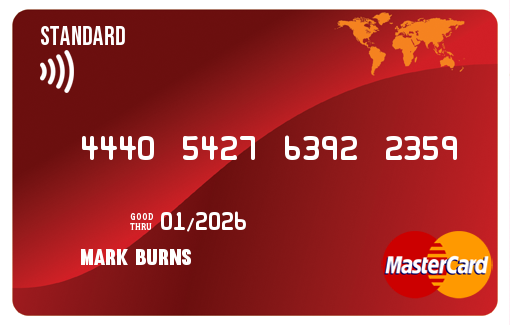 STANDARD
4440 5427 6392 2359
GOOD THRU 01/2026
MARK BURNS
MasterCard